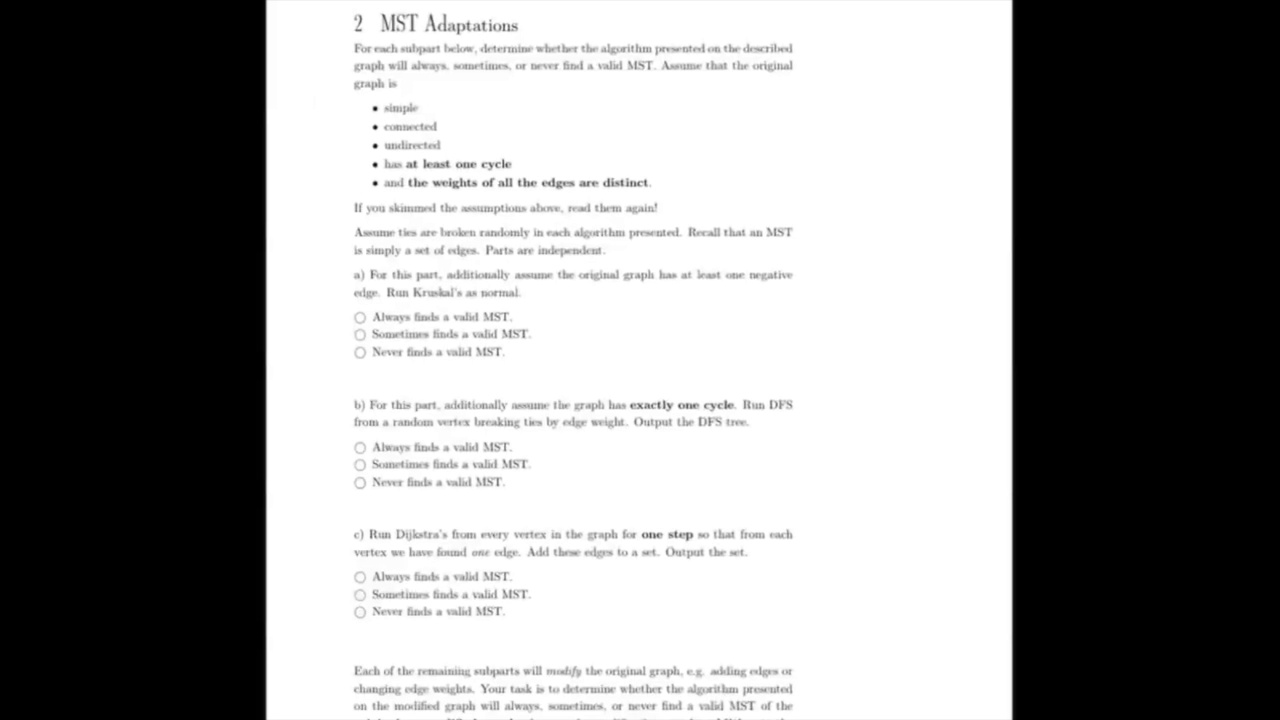 2 MST Adaptations
For each subpart below, determine whether the algorithm presented on the described
graph will always, sometimes, or never find a valid MST. Assume that the original
graph is
• simple
• connected
• undirected
• has at least one cycle
• and the weights of all the edges are distinct.
If you skimmed the assumptions above, read them again!
Assume ties are broken randomly in each algorithm presented. Recall that an MST
is simply a set of edges. Parts are independent.
a) For this part, additionally assume the original graph has at least one negative
edge. Run Kruskal's as normal.
○ Always finds a valid MST.
○ Sometimes finds a valid MST.
○ Never finds a valid MST.
b) For this part, additionally assume the graph has exactly one cycle. Run DFS
from a random vertex breaking ties by edge weight. Output the DFS tree.
○ Always finds a valid MST.
○ Sometimes finds a valid MST.
○ Never finds a valid MST.
c) Run Dijkstra's from every vertex in the graph for one step so that from each
vertex we have found one edge. Add these edges to a set. Output the set.
○ Always finds a valid MST.
○ Sometimes finds a valid MST.
○ Never finds a valid MST.
Each of the remaining subparts will modify the original graph, e.g. adding edges or
changing edge weights. Your task is to determine whether the algorithm presented
on the modified graph will always, sometimes, or never find a valid MST of the